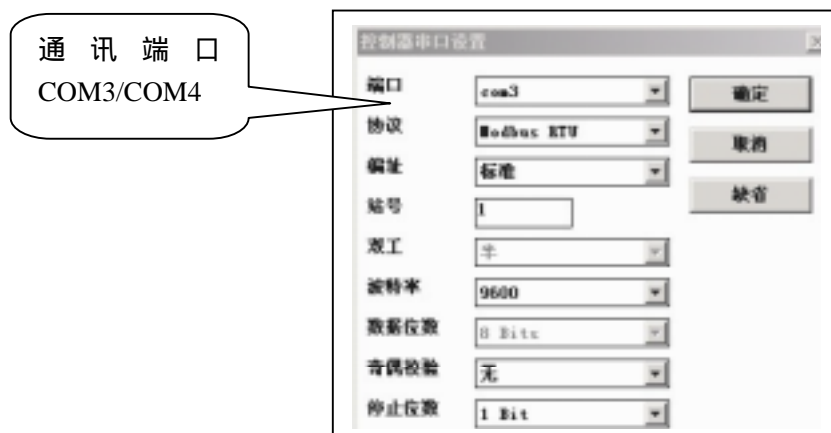 通讯端口
COM3/COM4
控制器串口设置
端口 com3 确定
协议 Modbus RTU 取消
编址 标准 缺省
站号 1
双工 半
波特率 9600
数据位数 8 Bits
奇偶校验 无
停止位数 1 Bit